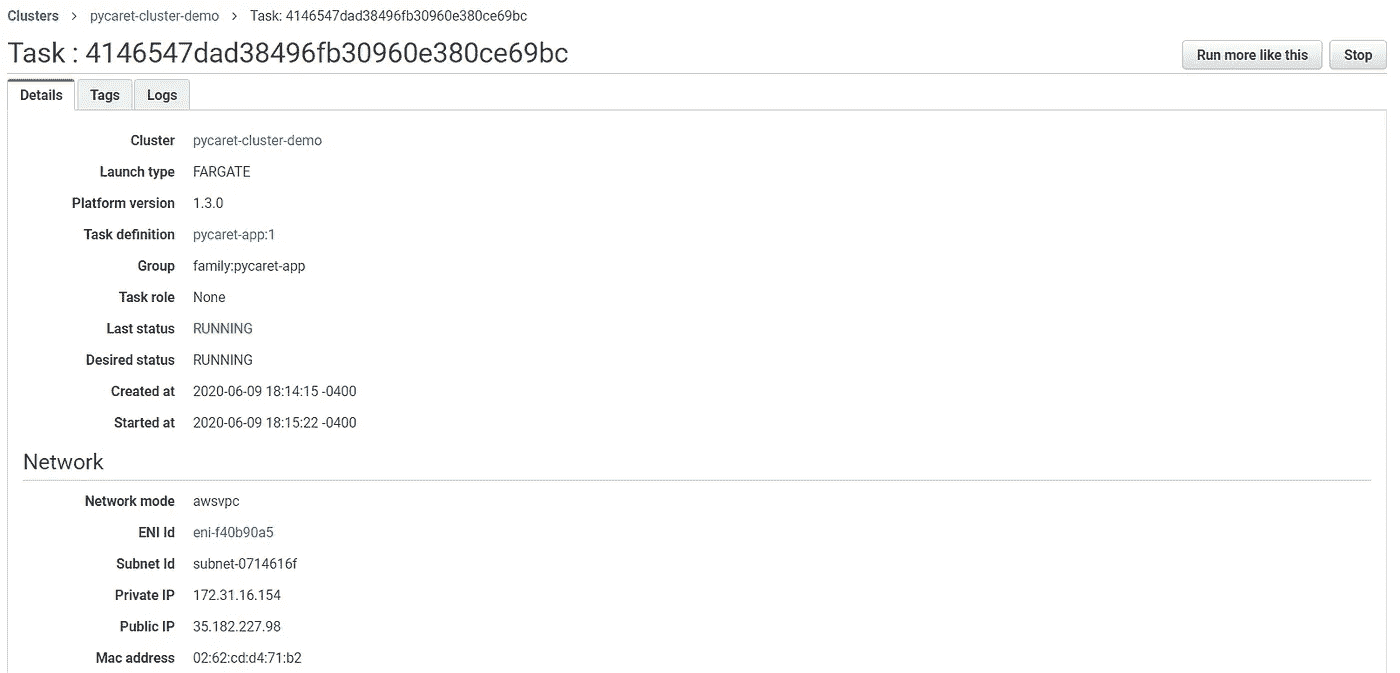 Clusters > pycaret-cluster-demo > Task: 4146547dad38496fb30960e380ce69bc
Task : 4146547dad38496fb30960e380ce69bc
Run more like this Stop
Details Tags Logs
Cluster pycaret-cluster-demo
Launch type FARGATE
Platform version 1.3.0
Task definition pycaret-app:1
Group family:pycaret-app
Task role None
Last status RUNNING
Desired status RUNNING
Created at 2020-06-09 18:14:15 -0400
Started at 2020-06-09 18:15:22 -0400
Network
Network mode awsvpc
ENI Id eni-f40b90a5
Subnet Id subnet-0714616f
Private IP 172.31.16.154
Public IP 35.182.227.98
Mac address 02:62:cd:d4:71:b2